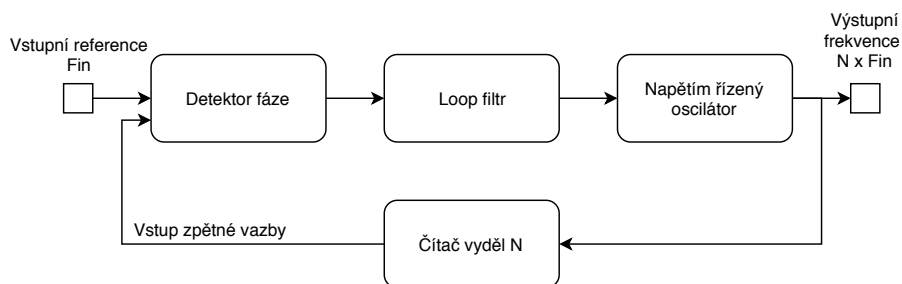 Vstupní reference
Fin
Detektor fáze
Loop filtr
Napětím řízený
oscilátor
Výstupní
frekvence
N x Fin
Vstup zpětné vazby
Čítač vyděl N